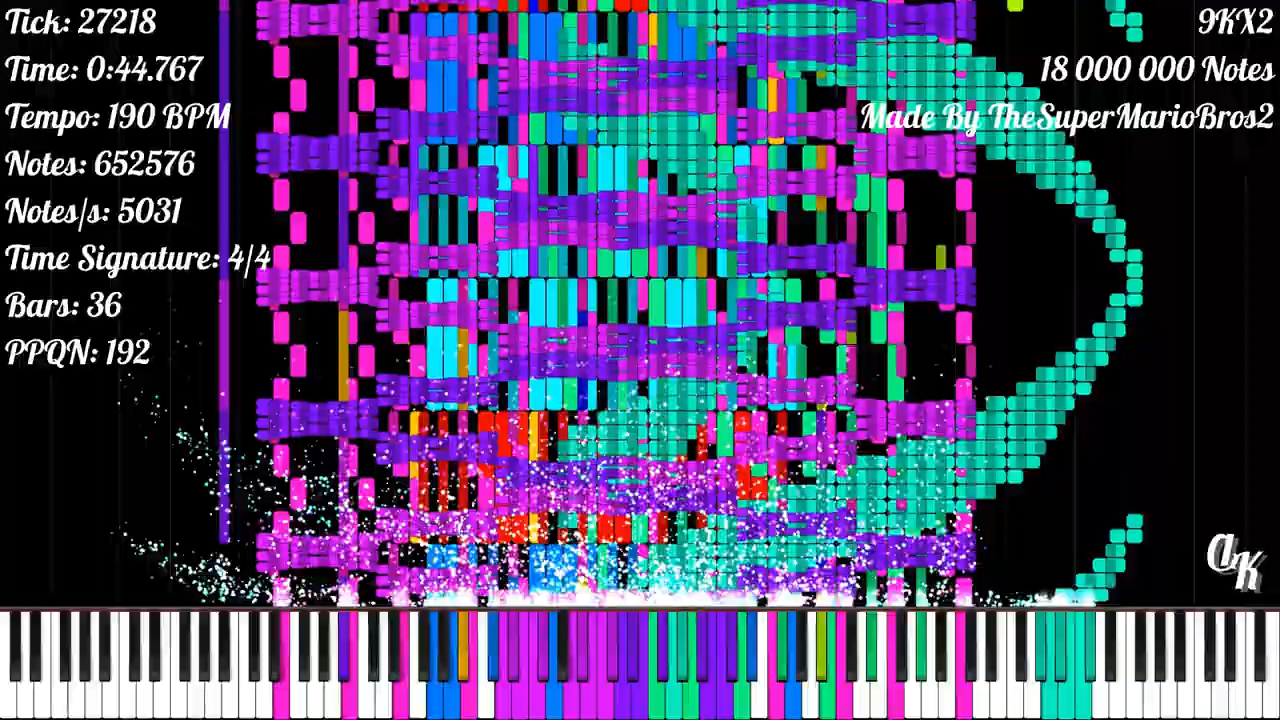 Tick: 27218
Time: 0:44.767
Tempo: 190 BPM
Notes: 652576
Notes/s: 5031
Time Signature: 4/4
Bars: 36
PPQN: 192
9KX2
18 000 000 Notes
Made By TheSuperMarioBros2
AK